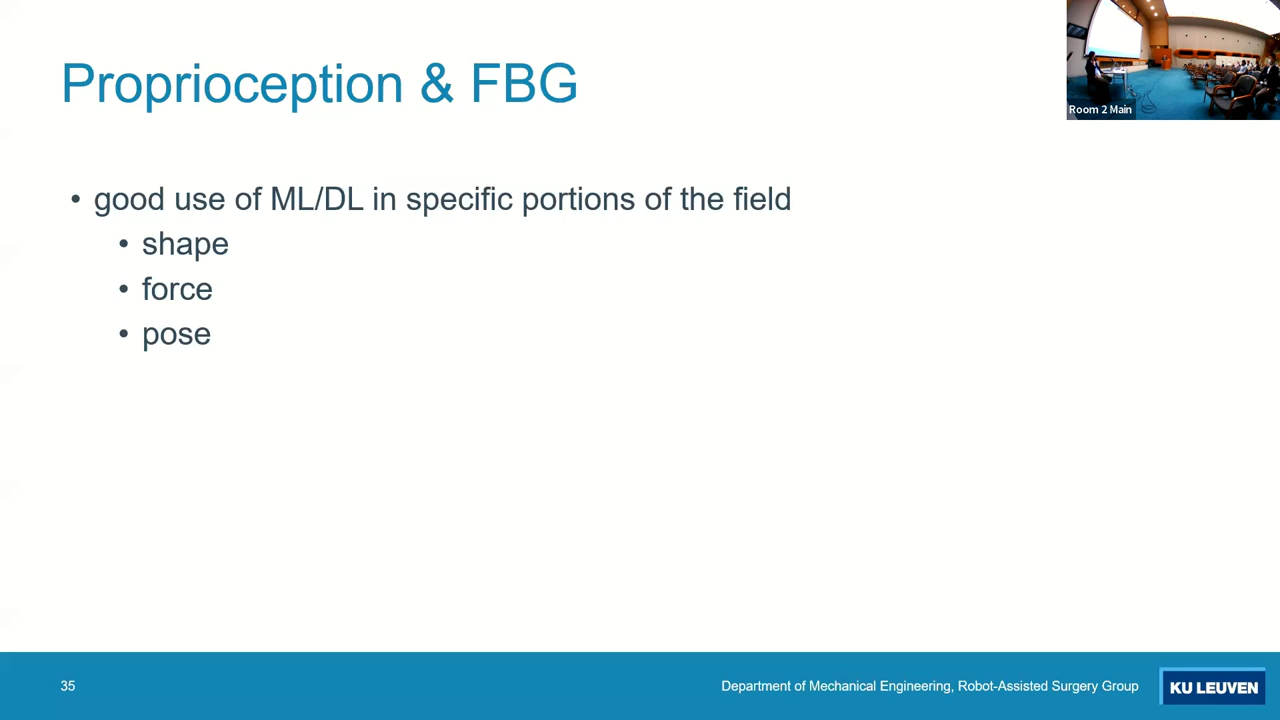 Proprioception & FBG
Room 2 Main
• good use of ML/DL in specific portions of the field
• shape
• force
• pose
35
Department of Mechanical Engineering, Robot-Assisted Surgery Group
KU LEUVEN